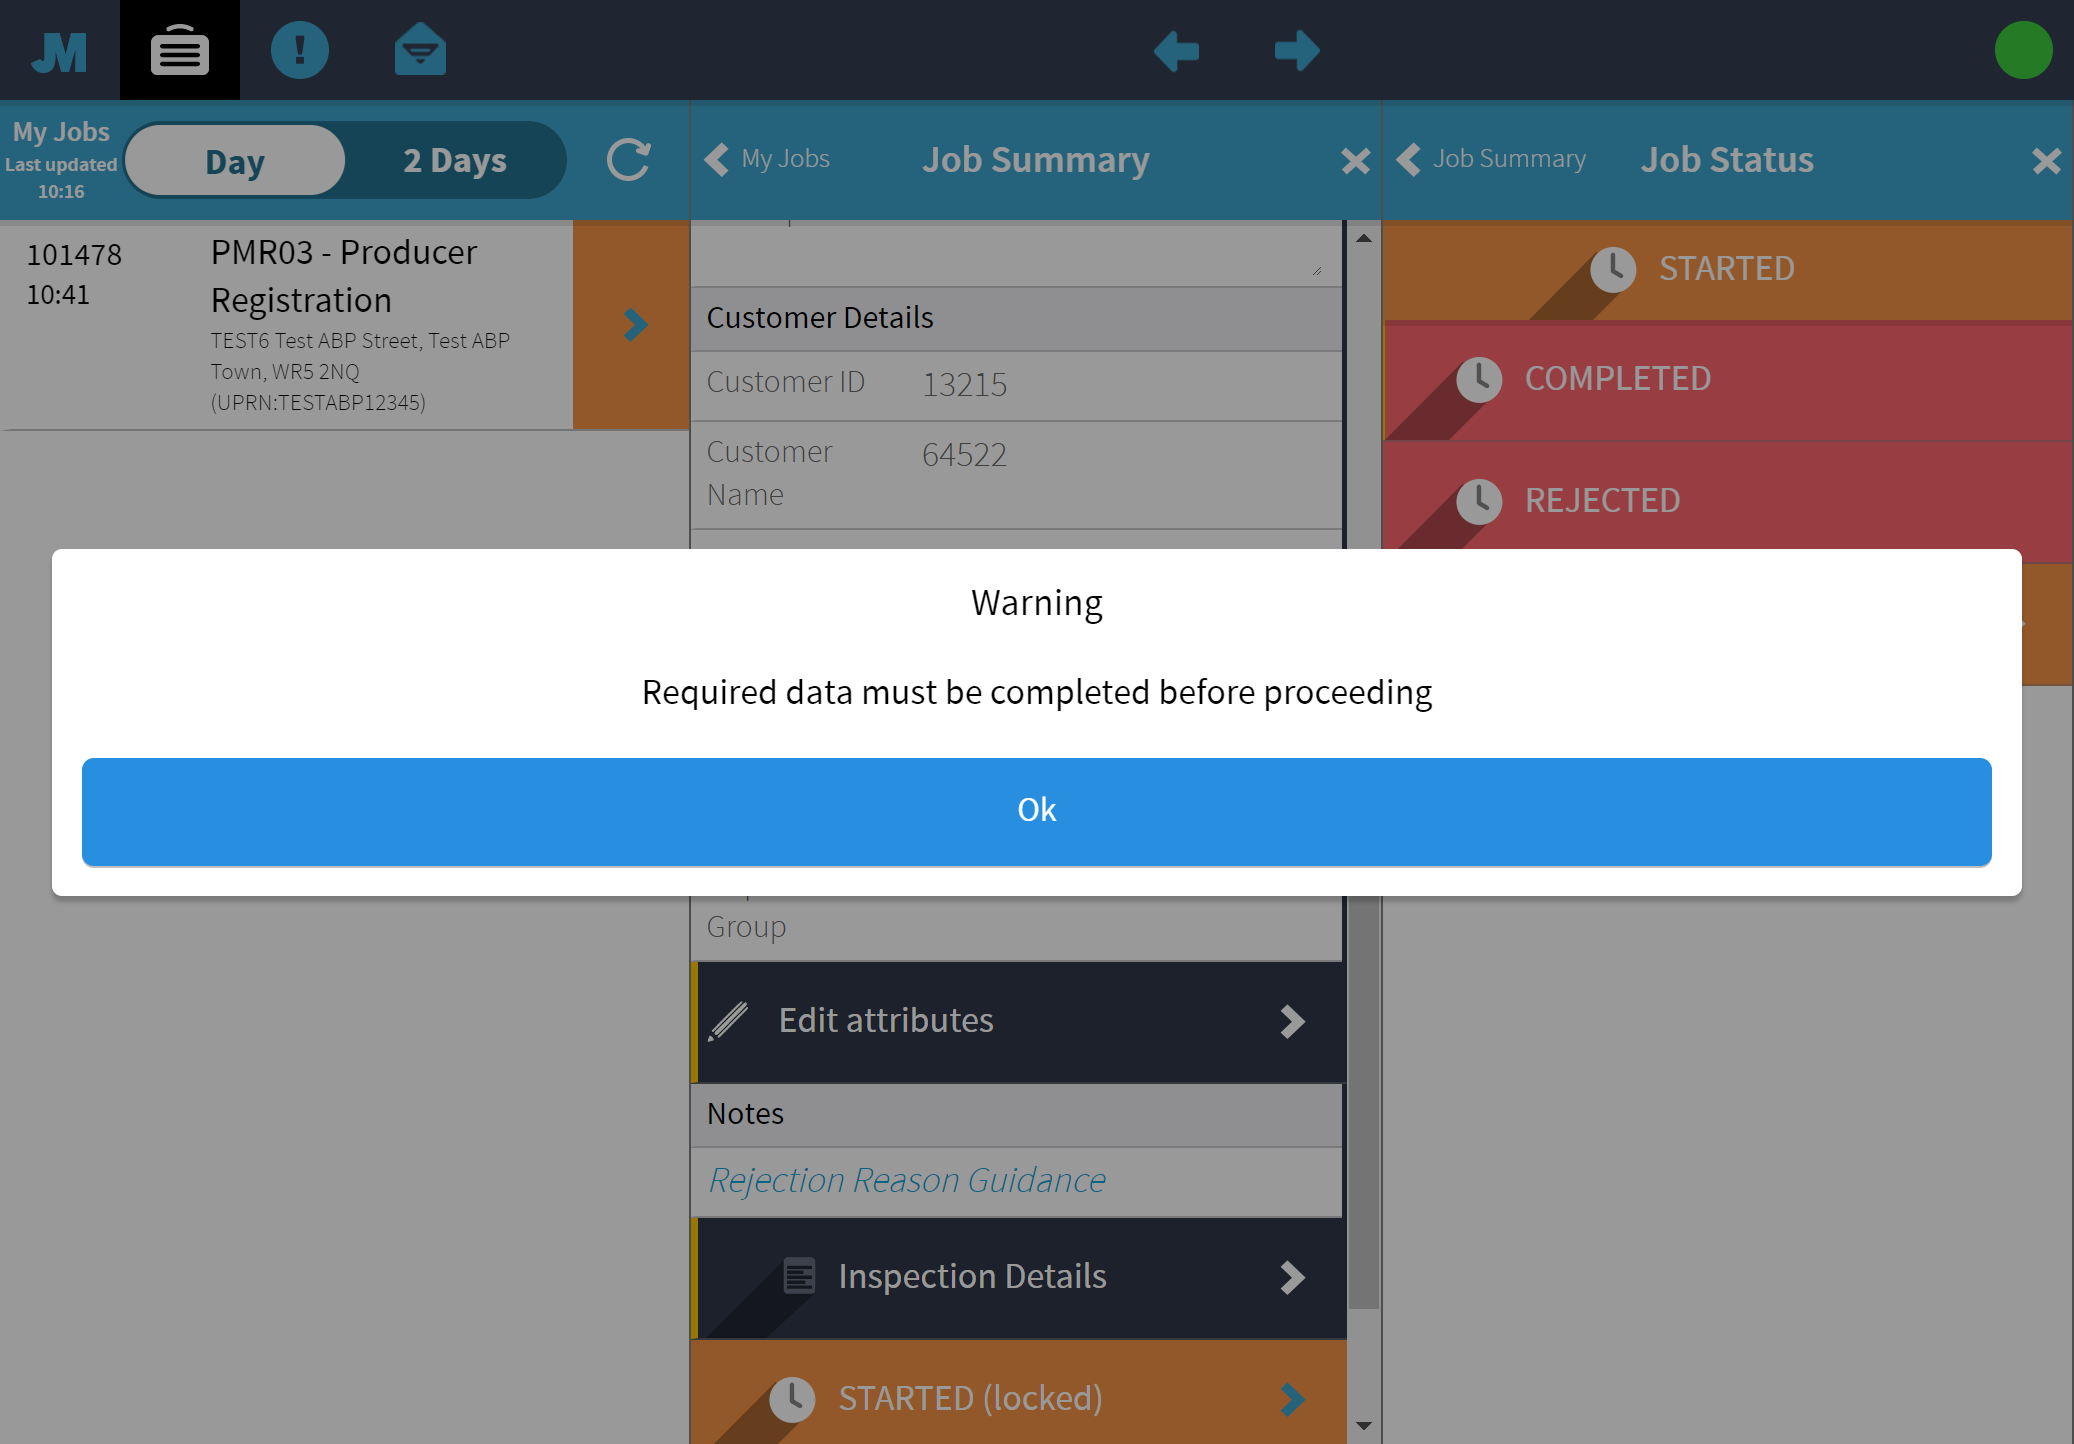 JM
My Jobs
Last updated
10:16
Day
2 Days
My Jobs
Job Summary
Job Summary
Job Status
101478
10:41
PMR03 - Producer
Registration
TEST6 Test ABP Street, Test ABP
Town, WR5 2NQ
(UPRN:TESTABP12345)
Customer Details
Customer ID
13215
Customer
Name
64522
STARTED
COMPLETED
REJECTED
Warning
Required data must be completed before proceeding
Ok
Group
Edit attributes
Notes
Rejection Reason Guidance
Inspection Details
STARTED (locked)